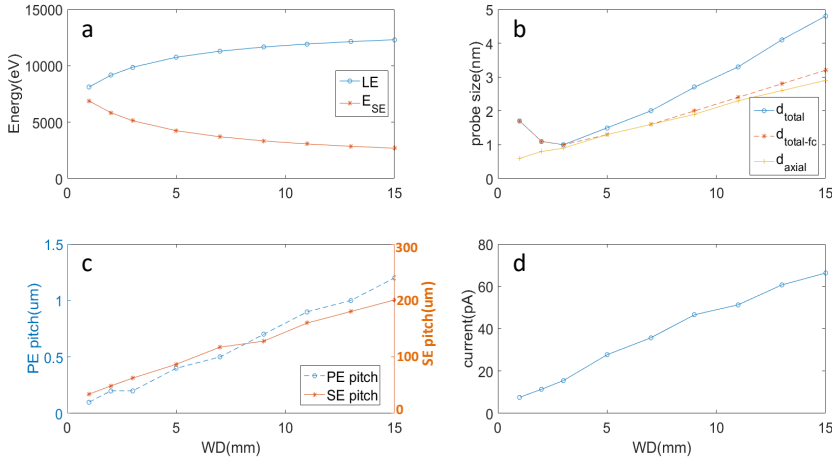 a
15000
10000
5000
0
Energy(eV)
LE
E_SE
0 5 10 15
b
5
4
3
2
1
0
probe size(nm)
d_total
d_total-fc
d_axial
0 5 10 15
c
1.5
1
0.5
0
PE pitch(um)
300
200
100
0
SE pitch(um)
PE pitch
SE pitch
0 5 10 15
WD(mm)
d
80
60
40
20
0
current(pA)
0 5 10 15
WD(mm)